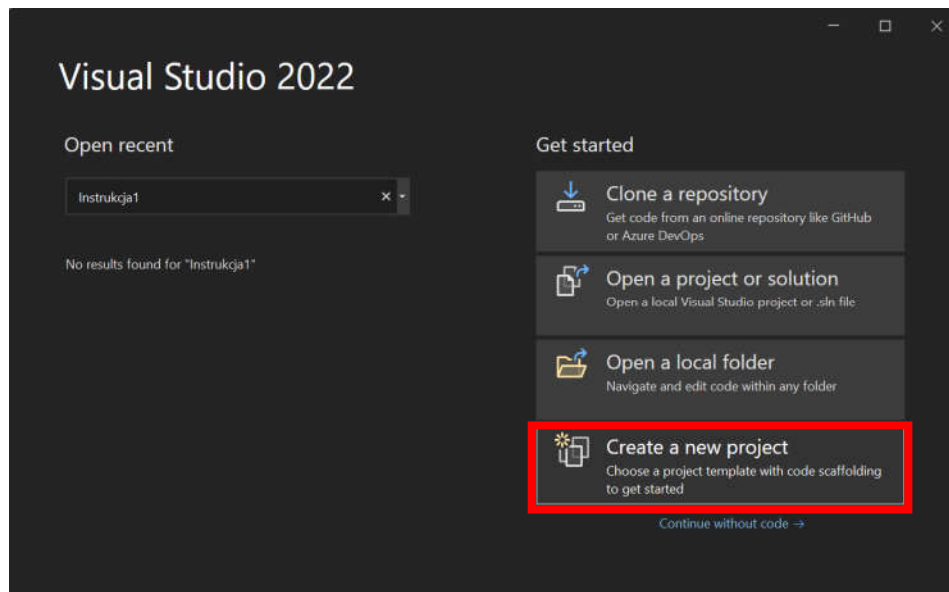 Visual Studio 2022
Open recent
Instrukcja1
No results found for "Instrukcja1"
Get started
Clone a repository
Get code from an online repository like GitHub
or Azure DevOps
Open a project or solution
Open a local Visual Studio project or .sln file
Open a local folder
Navigate and edit code within any folder
Create a new project
Choose a project template with code scaffolding
to get started
Continue without code →